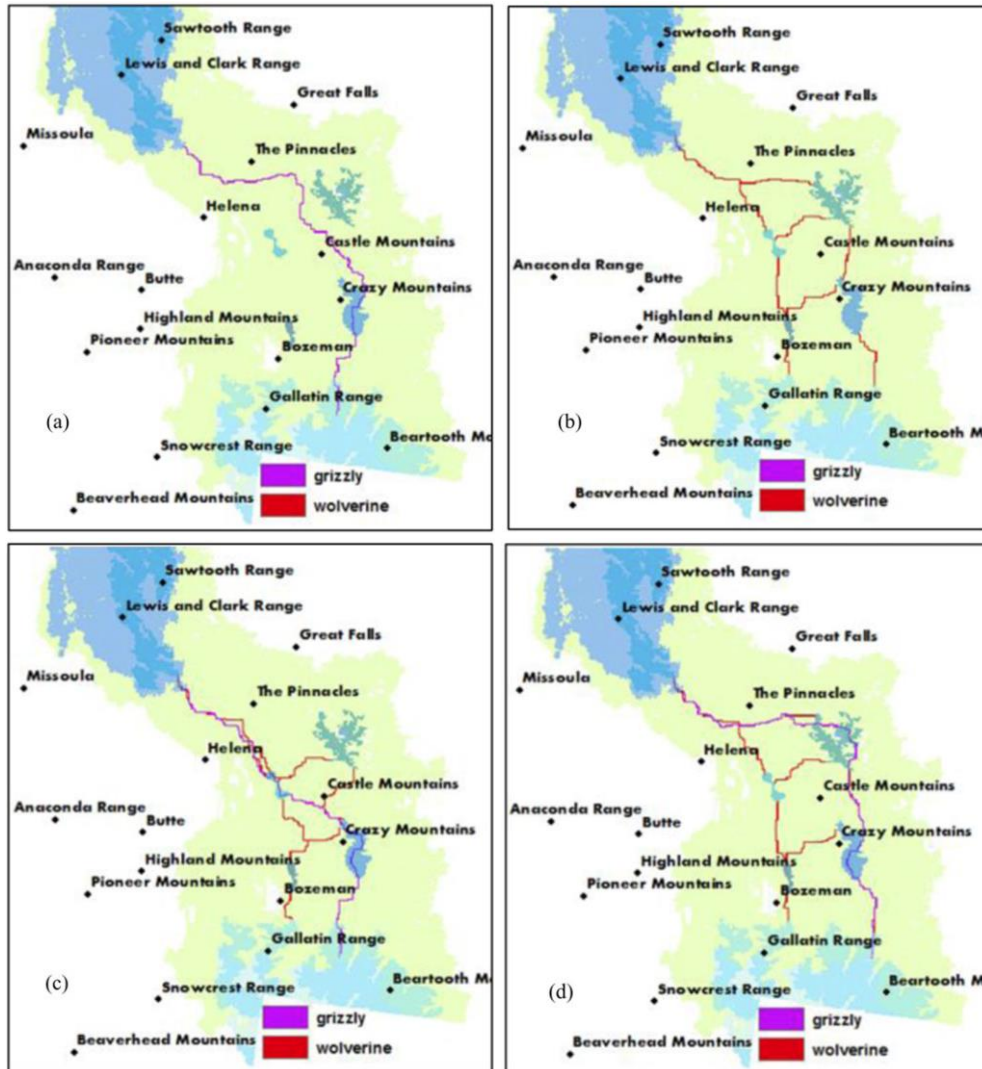 Sawtooth Range
Lewis and Clark Range
Great Falls
Missoula
The Pinnacles
Helena
Castle Mountains
Anaconda Range
Butte
Crazy Mountains
Highland Mountains
Pioneer Mountains
Bozeman
Gallatin Range
(a)
Snowcrest Range
Beartooth Mo
grizzly
Beaverhead Mountains
wolverine
Sawtooth Range
Lewis and Clark Range
Great Falls
Missoula
The Pinnacles
Helena
Castle Mountains
Anaconda Range
Butte
Crazy Mountains
Highland Mountains
Pioneer Mountains
Bozeman
Gallatin Range
(b)
Snowcrest Range
Beartooth M
grizzly
Beaverhead Mountains
wolverine
Sawtooth Range
Lewis and Clark Range
Great Falls
Missoula
The Pinnacles
Helena
Castle Mountains
Anaconda Range
Butte
Crazy Mountains
Highland Mountains
Pioneer Mountains
Bozeman
Gallatin Range
(c)
Snowcrest Range
Beartooth Mo
grizzly
Beaverhead Mountains
wolverine
Sawtooth Range
Lewis and Clark Range
Great Falls
Missoula
The Pinnacles
Helena
Castle Mountains
Anaconda Range
Butte
Crazy Mountains
Highland Mountains
Pioneer Mountains
Bozeman
Gallatin Range
(d)
Snowcrest Range
Beartooth M
grizzly
Beaverhead Mountains
wolverine